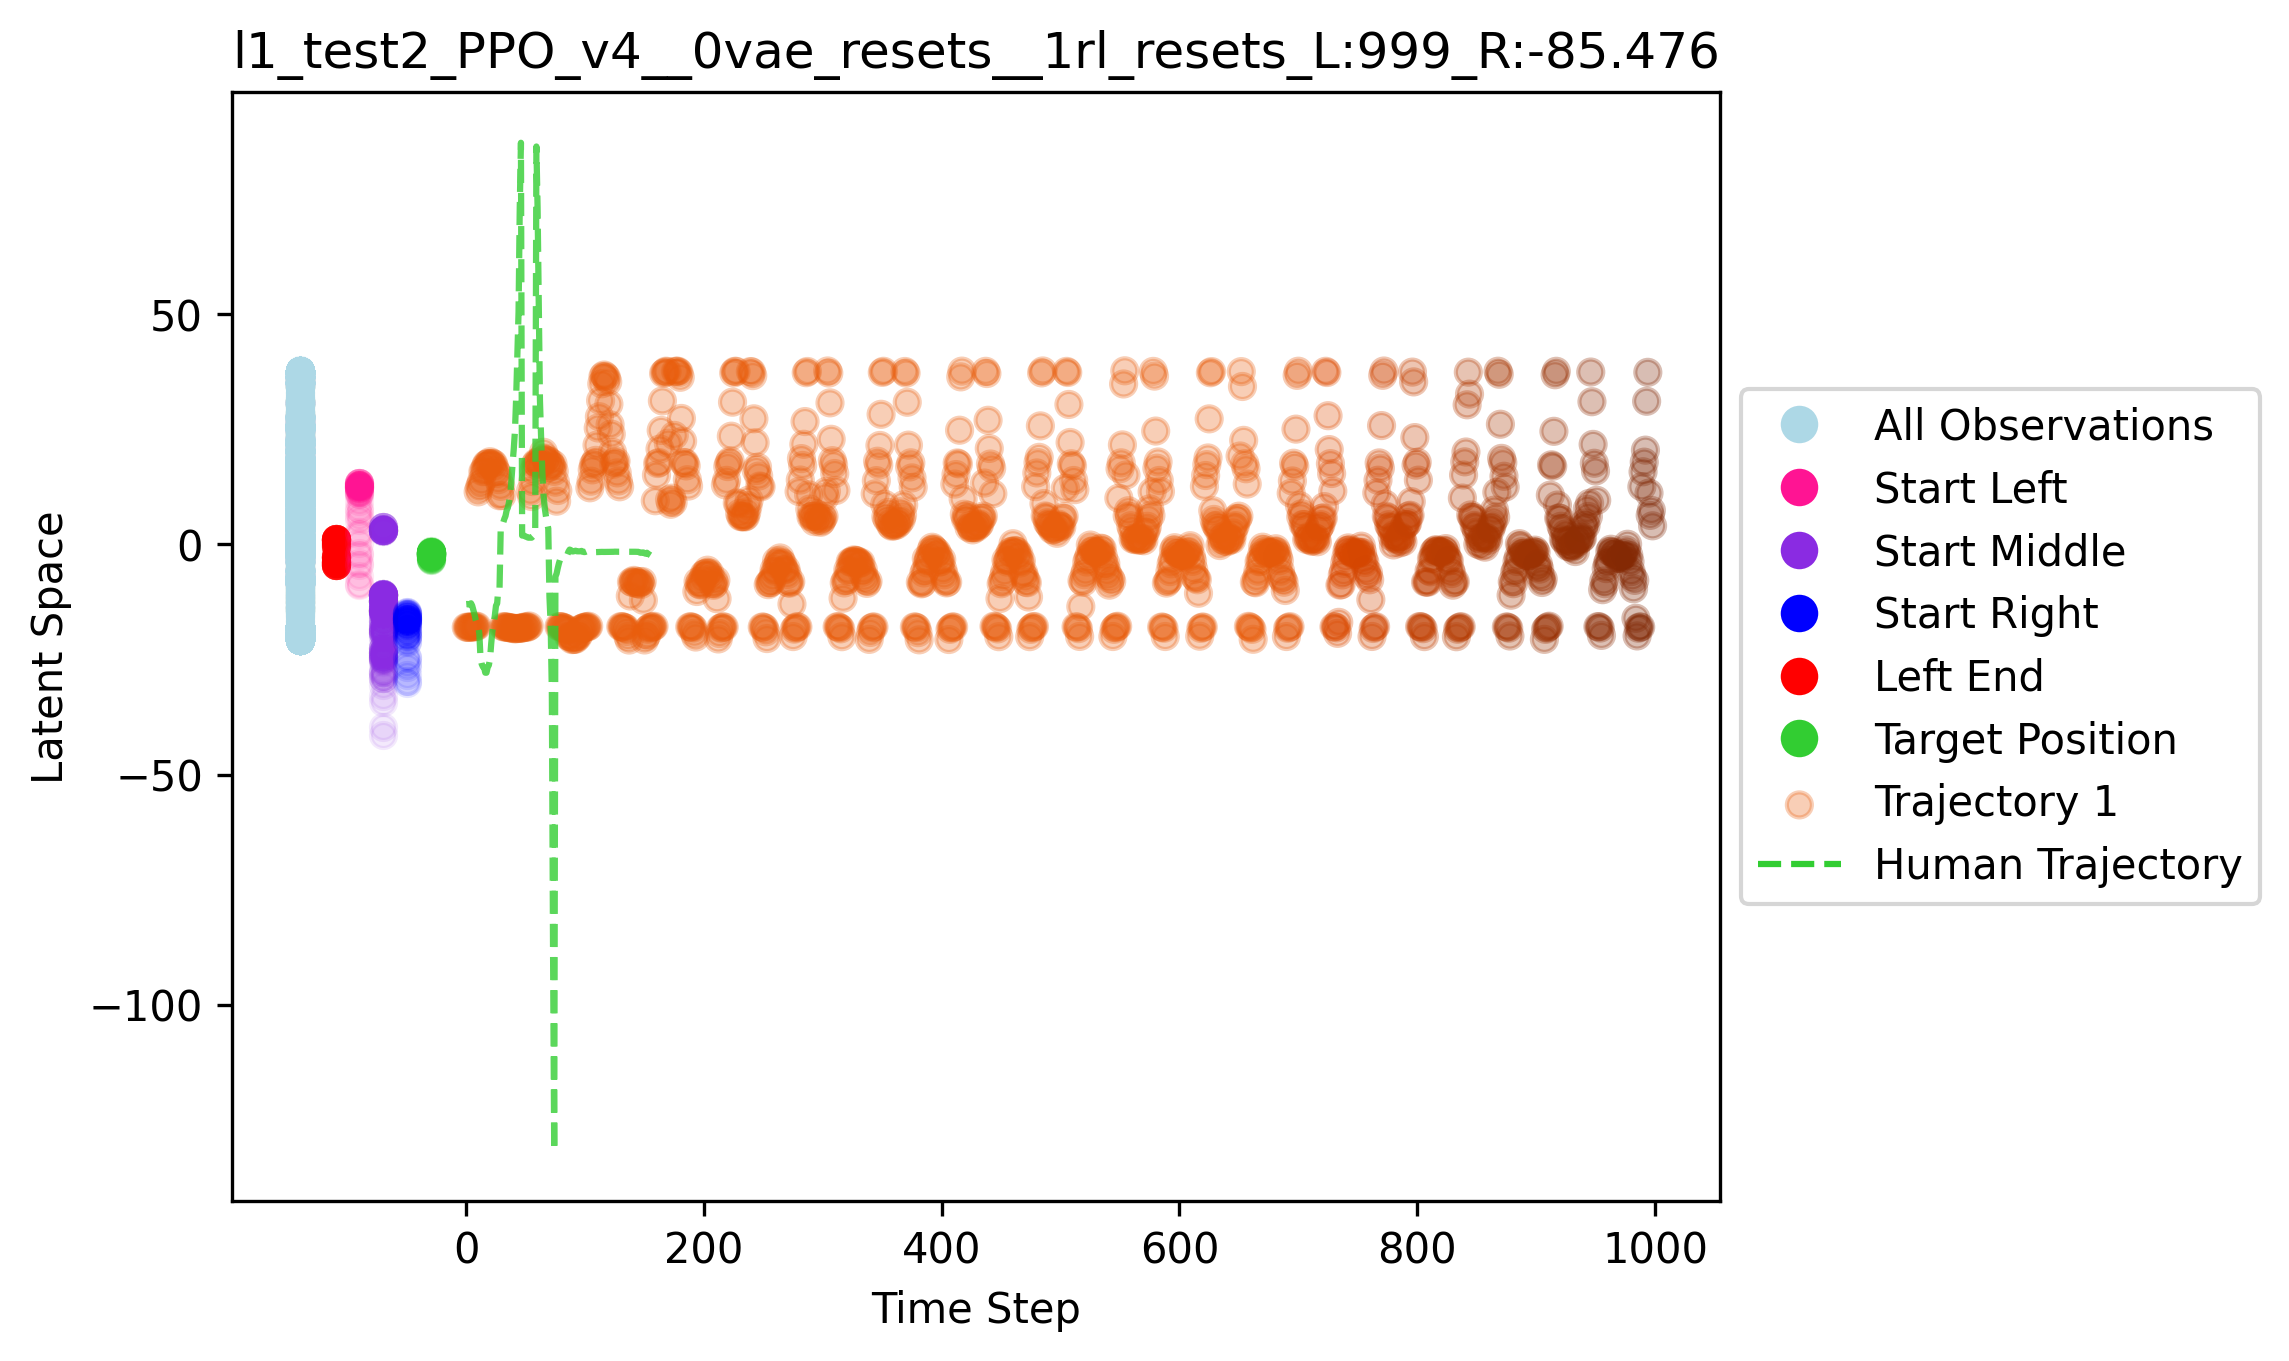 l1_test2_PPO_v4__0vae_resets__1rl_resets_L:999_R:-85.476
Latent Space
50
0
−50
−100
0 200 400 600 800 1000
Time Step
All Observations
Start Left
Start Middle
Start Right
Left End
Target Position
Trajectory 1
Human Trajectory